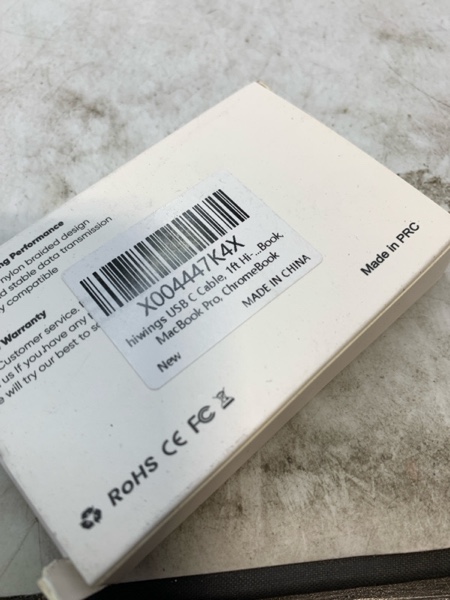 ng Performance
nylon braided design
d stable data transmission
y compatible
Warranty
Customer service,
us If you have any
will try our best to s
X004447K4X
hiwings USB C Cable, 1ft Hi-...Book,
MacBook Pro, ChromeBook
New
MADE IN CHINA
Made in PRC
RoHS CE FC